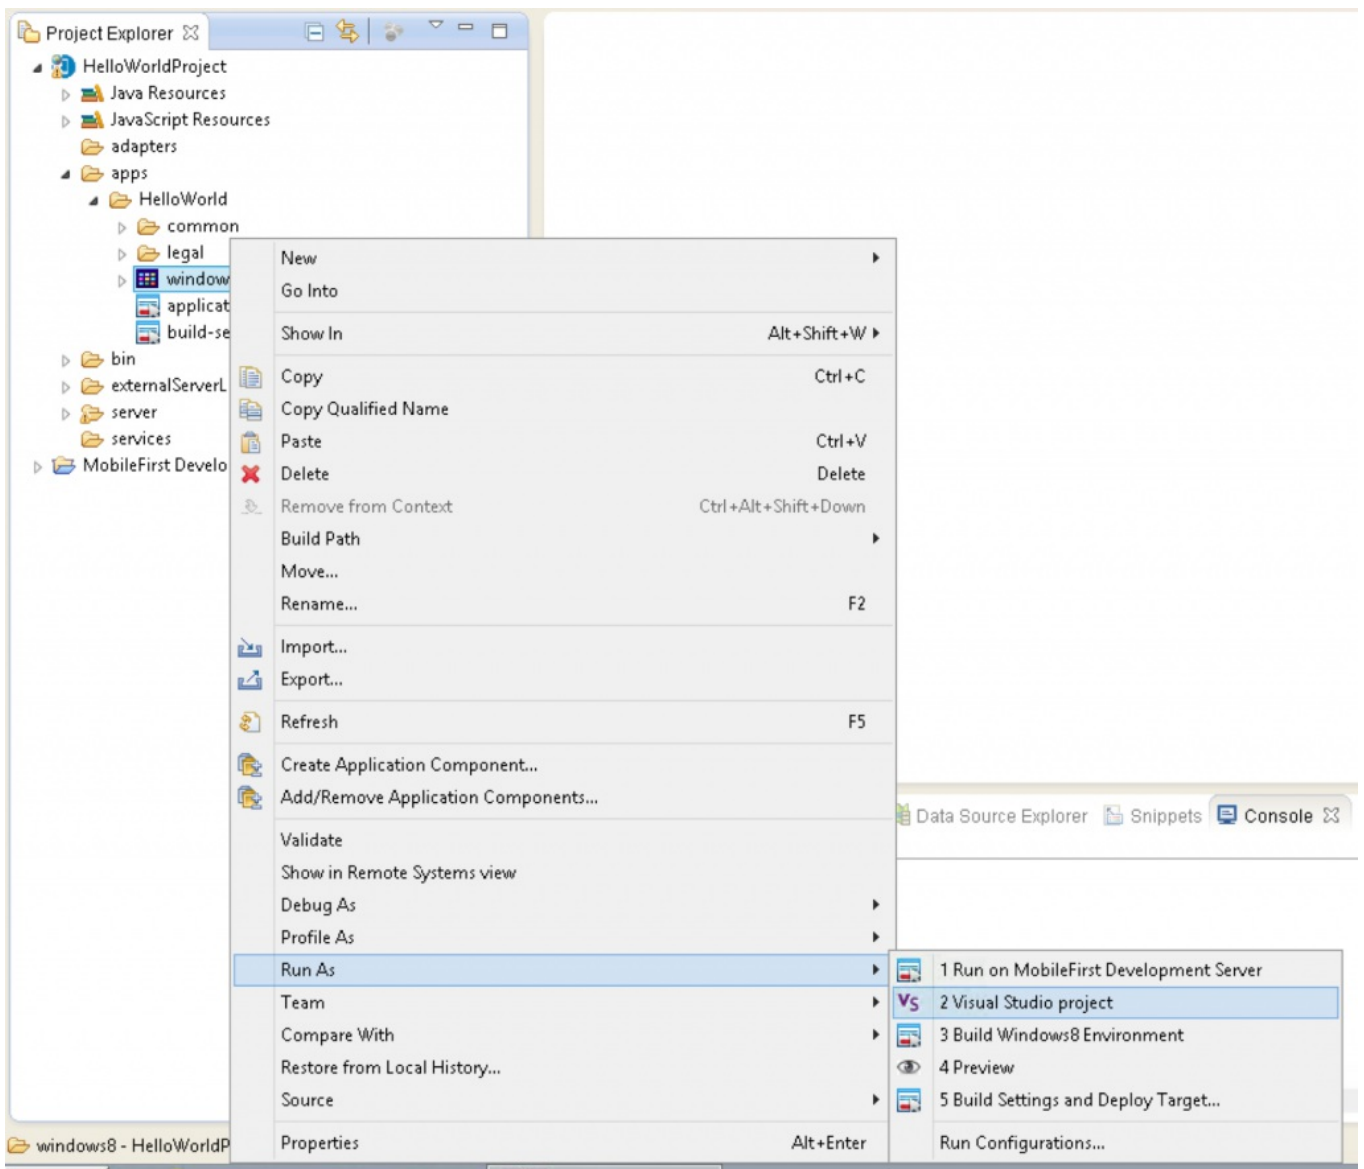 Project Explorer
HelloWorldProject
Java Resources
JavaScript Resources
adapters
apps
HelloWorld
common
legal
window
applicat
build-se
bin
externalServerL
server
services
MobileFirst Develo
New
Go Into
Show In Alt+Shift+W
Copy Ctrl+C
Copy Qualified Name
Paste Ctrl+V
Delete Delete
Remove from Context Ctrl+Alt+Shift+Down
Build Path
Move...
Rename... F2
Import...
Export...
Refresh F5
Create Application Component...
Add/Remove Application Components...
Validate
Show in Remote Systems view
Debug As
Profile As
Run As
Team
Compare With
Restore from Local History...
Source
Properties Alt+Enter
Data Source Explorer Snippets Console
1 Run on MobileFirst Development Server
VS 2 Visual Studio project
3 Build Windows8 Environment
4 Preview
5 Build Settings and Deploy Target...
Run Configurations...
windows8 - HelloWorldP